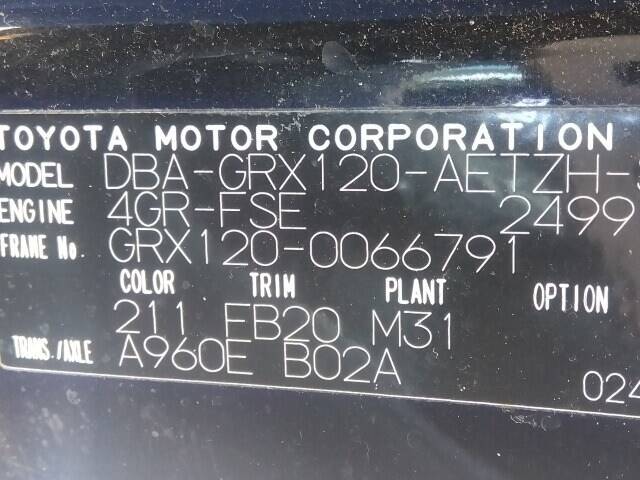 TOYOTA MOTOR CORPORATION
MODEL DBA-GRX120-AETZH-
ENGINE 4GR-FSE 2499
FRAME No. GRX120-0066791
COLOR TRIM PLANT OPTION
211 FB20 M31
TRANS./AXLE A960E B02A
024